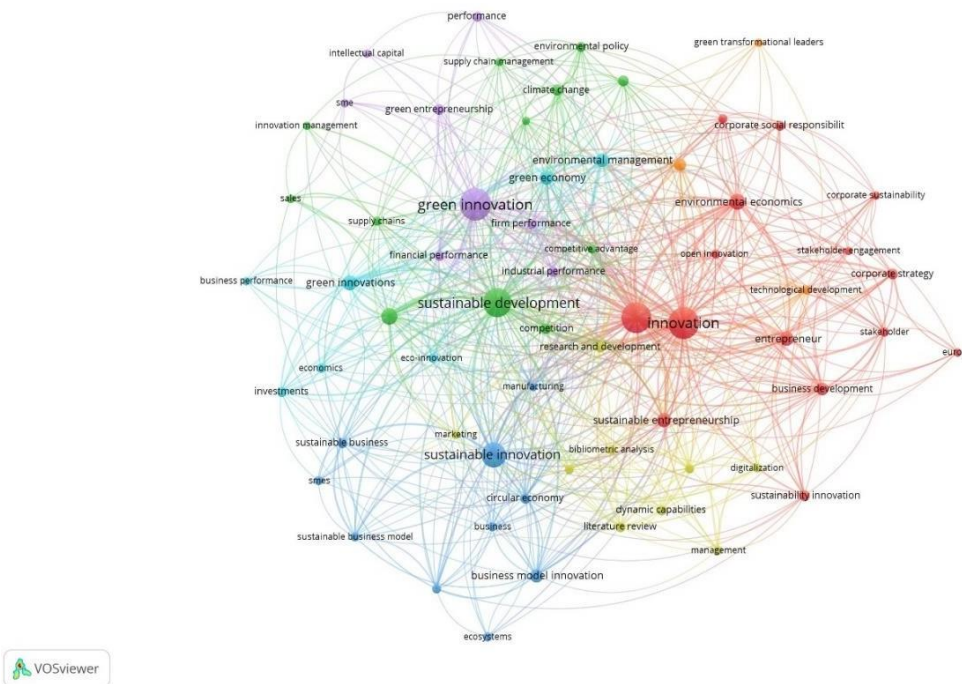 performance
intellectual capital
environmental policy
green transformational leaders
supply chain management
climate change
sme
green entrepreneurship
innovation management
corporate social responsibilit
environmental management
green economy
sales
green innovation
environmental economics
corporate sustainability
supply chains
firm performance
competitive advantage
open innovation
stakeholder engagement
financial performance
industrial performance
corporate strategy
business performance
green innovations
technological development
sustainable development
innovation
competition
stakeholder
entrepreneur
research and development
euro
eco-innovation
economics
manufacturing
investments
business development
sustainable entrepreneurship
marketing
sustainable business
bibliometric analysis
sustainable innovation
digitalization
smes
circular economy
sustainability innovation
dynamic capabilities
business
literature review
sustainable business model
management
business model innovation
ecosystems
VOSviewer